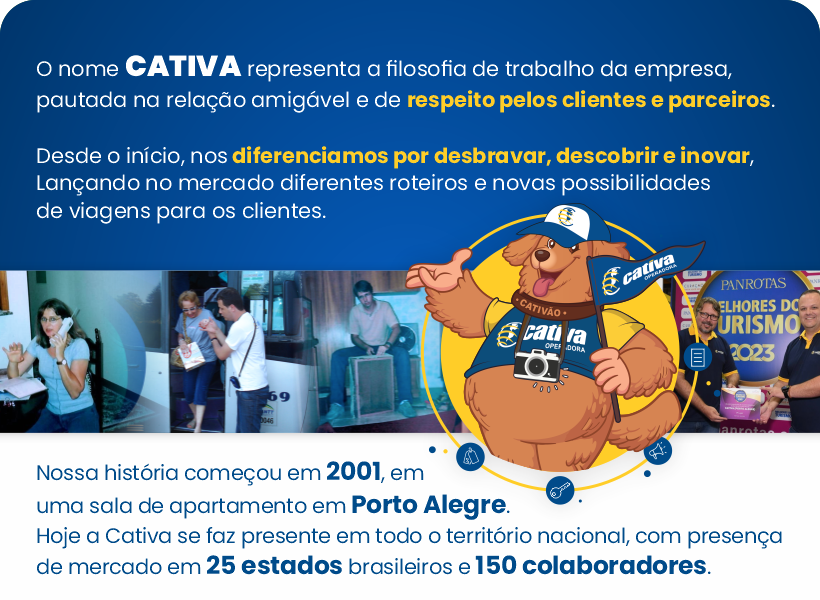 O nome CATIVA representa a filosofia de trabalho da empresa,
pautada na relação amigável e de respeito pelos clientes e parceiros.
Desde o início, nos diferenciamos por desbravar, descobrir e inovar,
Lançando no mercado diferentes roteiros e novas possibilidades
de viagens para os clientes.
cativa
OPERADORA
• CATIVÃO •
cativa
OPERADORA
69
0046
PANROTAS
MELHORES DO
TURISMO
2023
panrotas
Nossa história começou em 2001, em
uma sala de apartamento em Porto Alegre.
Hoje a Cativa se faz presente em todo o território nacional, com presença
de mercado em 25 estados brasileiros e 150 colaboradores.